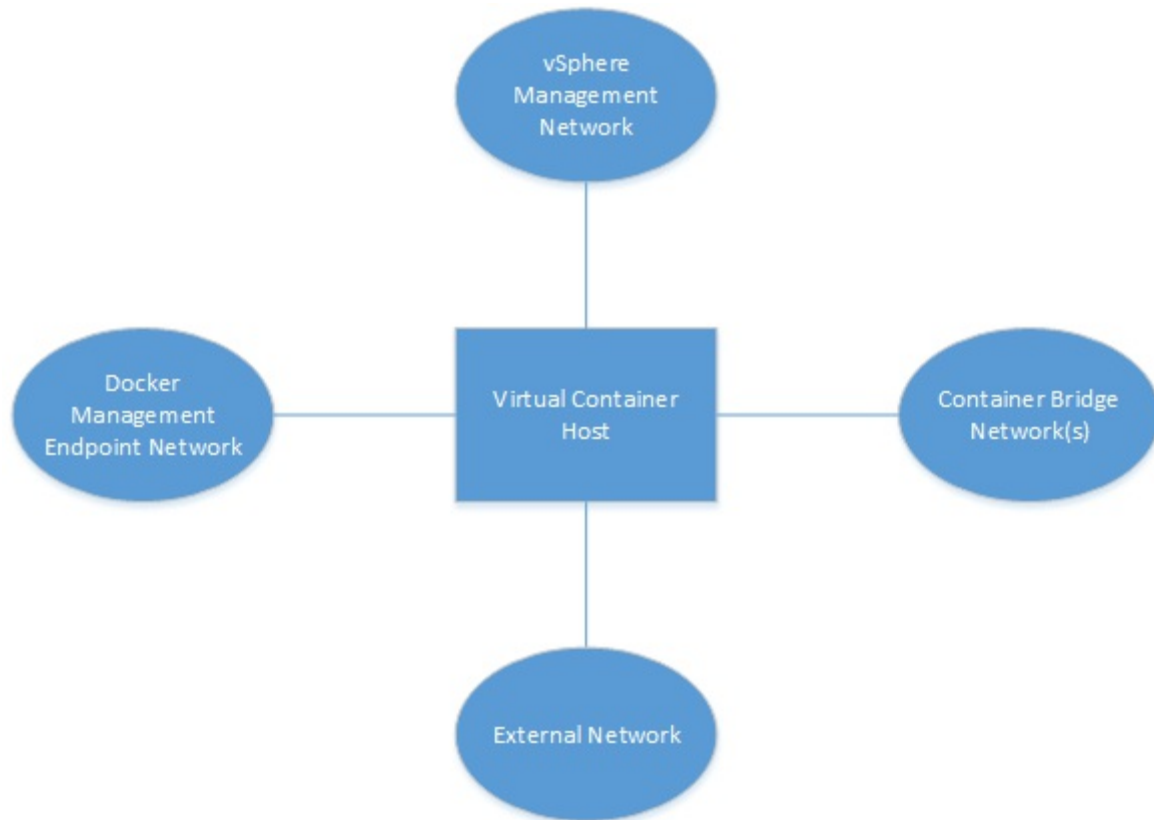 vSphere
Management
Network
Docker
Management
Endpoint Network
Virtual Container
Host
Container Bridge
Network(s)
External Network